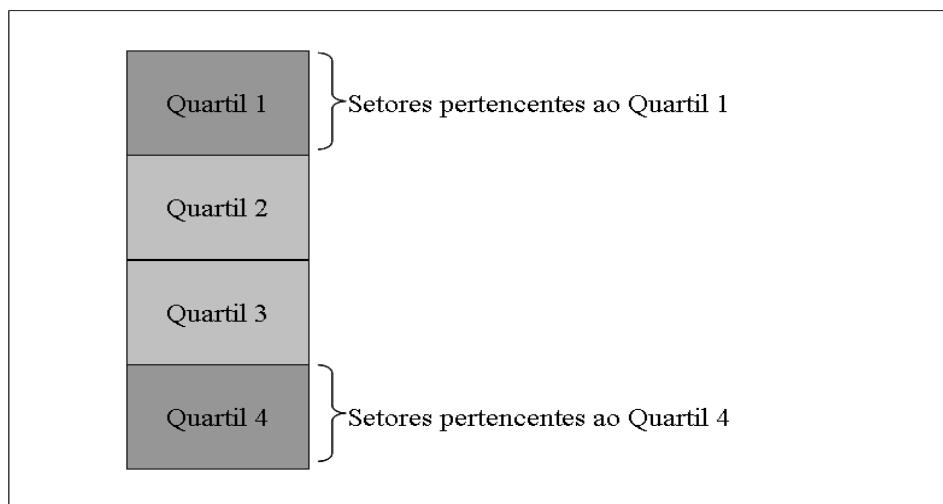 Quartil 1
Setores pertencentes ao Quartil 1
Quartil 2
Quartil 3
Quartil 4
Setores pertencentes ao Quartil 4